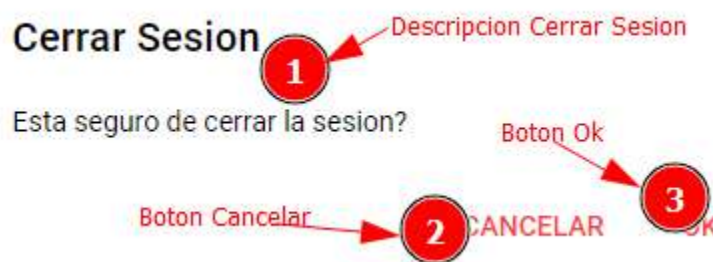 Cerrar Sesion
Descripcion Cerrar Sesion
1
Esta seguro de cerrar la sesion?
Boton Ok
3
Boton Cancelar
2
CANCELAR